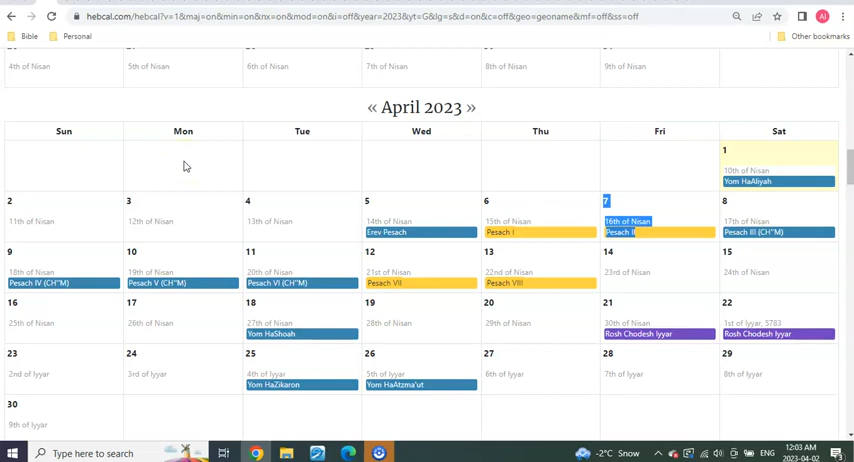 hebcal.com/hebcal?v=1&maj=on&min=on&nx=on&mod=on&i=off&year=2023&yt=G&lg=s&d=on&c=off&geo=geoname&mf=off&ss=off
AI
Bible
Personal
Other bookmarks
4th of Nisan
5th of Nisan
6th of Nisan
7th of Nisan
8th of Nisan
9th of Nisan
« April 2023 »
Sun Mon Tue Wed Thu Fri Sat
1
10th of Nisan
Yom HaAliyah
2 3 4 5 6 7 8
11th of Nisan 12th of Nisan 13th of Nisan 14th of Nisan 15th of Nisan 16th of Nisan 17th of Nisan
Erev Pesach Pesach I Pesach II Pesach III (CH"M)
9 10 11 12 13 14 15
18th of Nisan 19th of Nisan 20th of Nisan 21st of Nisan 22nd of Nisan 23rd of Nisan 24th of Nisan
Pesach IV (CH"M) Pesach V (CH"M) Pesach VI (CH"M) Pesach VII Pesach VIII
16 17 18 19 20 21 22
25th of Nisan 26th of Nisan 27th of Nisan 28th of Nisan 29th of Nisan 30th of Nisan 1st of Iyyar, 5783
Yom HaShoah Rosh Chodesh Iyyar Rosh Chodesh Iyyar
23 24 25 26 27 28 29
2nd of Iyyar 3rd of Iyyar 4th of Iyyar 5th of Iyyar 6th of Iyyar 7th of Iyyar 8th of Iyyar
Yom HaZikaron Yom HaAtzma'ut
30
9th of Iyyar
Type here to search
-2°C Snow
ENG
12:03 AM
2023-04-02
3